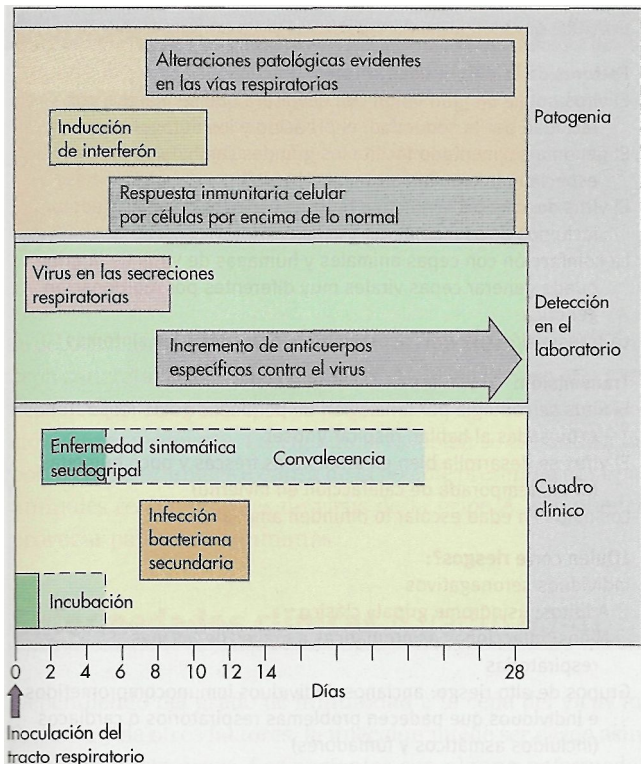 Alteraciones patológicas evidentes
en las vías respiratorias
Patogenia
Inducción
de interferón
Respuesta inmunitaria celular
por células por encima de lo normal
Virus en las secreciones
respiratorias
Detección
en el
laboratorio
Incremento de anticuerpos
específicos contra el virus
Enfermedad sintomática
seudogripal
Convalecencia
Cuadro
clínico
Infección
bacteriana
secundaria
Incubación
0 2 4 6 8 10 12 14 28
Días
Inoculación del
tracto respiratorio